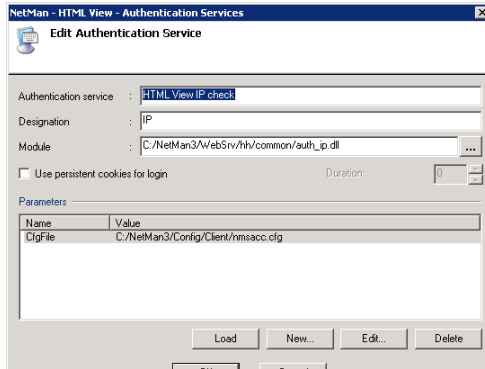 NetMan - HTML View - Authentication Services
Edit Authentication Service
Authentication service : HTML View IP check
Designation : IP
Module : C:/NetMan3/WebSrv/hh/common/auth_ip.dll ...
Use persistent cookies for login Duration: 0
Parameters
Name Value
CfgFile C:/NetMan3/Config/Client/nmsacc.cfg
Load New... Edit... Delete